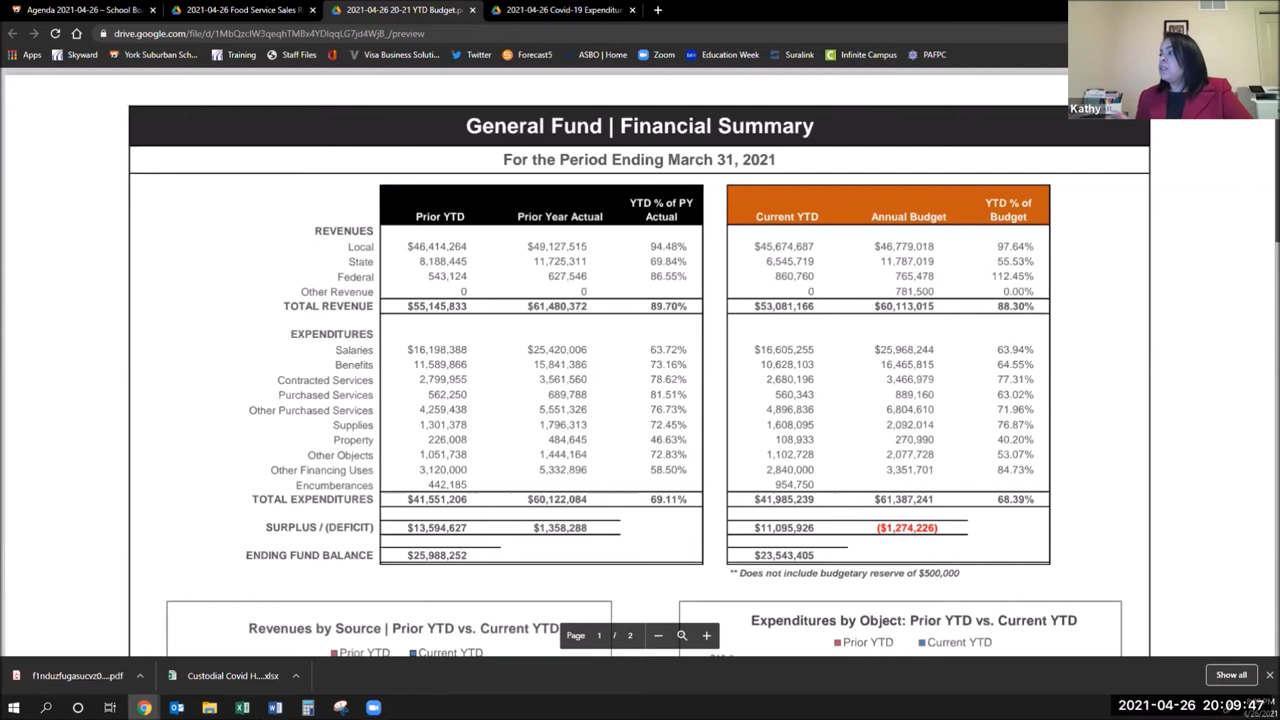 Agenda 2021-04-26 – School Bo
2021-04-26 Food Service Sales R
2021-04-26 20-21 YTD Budget.p
2021-04-26 Covid-19 Expenditur
Apps Skyward York Suburban Sch... Training Staff Files Visa Business Soluti... Twitter Forecast5 ASBO | Home Zoom Education Week Suralink Infinite Campus PAFPC
Kathy
General Fund | Financial Summary
For the Period Ending March 31, 2021
Prior YTD Prior Year Actual YTD % of PY Actual Current YTD Annual Budget YTD % of Budget
REVENUES
Local $46,414,264 $49,127,515 94.48% $45,674,687 $46,779,018 97.64%
State 8,188,445 11,725,311 69.84% 6,545,719 11,787,019 55.53%
Federal 543,124 627,546 86.55% 860,760 765,478 112.45%
Other Revenue 0 0 0 781,500 0.00%
TOTAL REVENUE $55,145,833 $61,480,372 89.70% $53,081,166 $60,113,015 88.30%
EXPENDITURES
Salaries $16,198,388 $25,420,006 63.72% $16,605,255 $25,968,244 63.94%
Benefits 11,589,866 15,841,386 73.16% 10,628,103 16,465,815 64.55%
Contracted Services 2,799,955 3,561,560 78.62% 2,680,196 3,466,979 77.31%
Purchased Services 562,250 689,788 81.51% 560,343 889,160 63.02%
Other Purchased Services 4,259,438 5,551,326 76.73% 4,896,836 6,804,610 71.96%
Supplies 1,301,378 1,796,313 72.45% 1,608,095 2,092,014 76.87%
Property 226,008 484,645 46.63% 108,933 270,990 40.20%
Other Objects 1,051,738 1,444,164 72.83% 1,102,728 2,077,728 53.07%
Other Financing Uses 3,120,000 5,332,896 58.50% 2,840,000 3,351,701 84.73%
Encumberances 442,185 954,750
TOTAL EXPENDITURES $41,551,206 $60,122,084 69.11% $41,985,239 $61,387,241 68.39%
SURPLUS / (DEFICIT) $13,594,627 $1,358,288 $11,095,926 ($1,274,226)
ENDING FUND BALANCE $25,988,252 $23,543,405
** Does not include budgetary reserve of $500,000
Revenues by Source | Prior YTD vs. Current YTD
Prior YTD Current YTD
Page 1 / 2
Expenditures by Object: Prior YTD vs. Current YTD
Prior YTD Current YTD
f1nduzfugasucvz0....pdf
Custodial Covid H....xlsx
Show all
2021-04-26 20:09:47